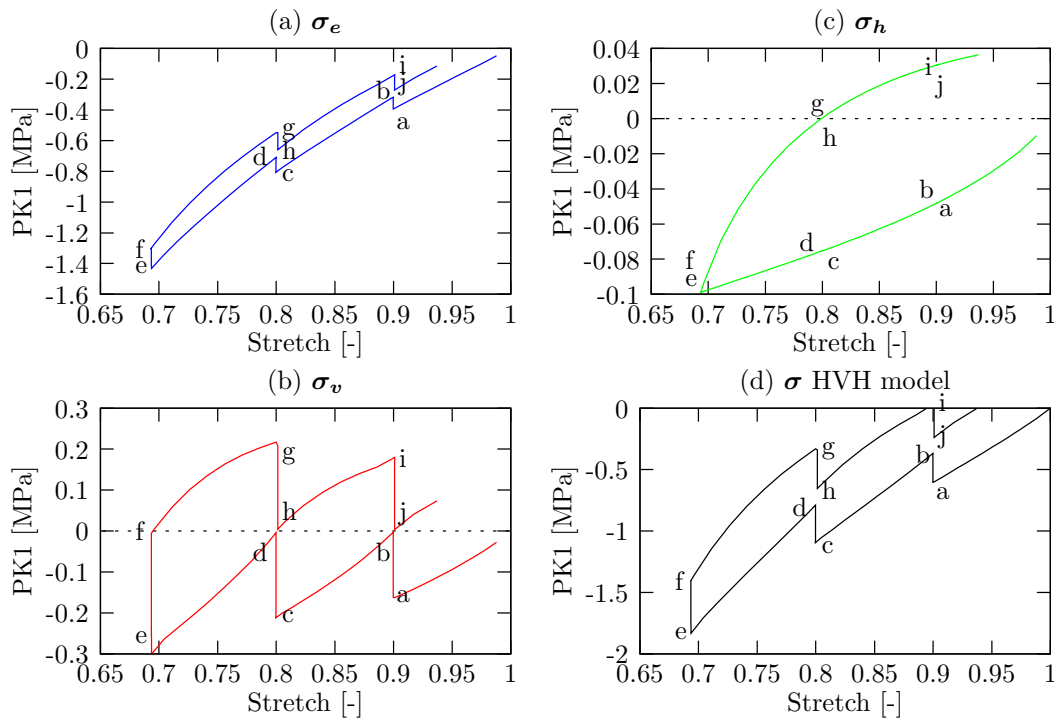 (a) σe
PK1 [MPa]
0
-0.2
-0.4
-0.6
-0.8
-1
-1.2
-1.4
-1.6
0.65 0.7 0.75 0.8 0.85 0.9 0.95 1
Stretch [-]
a
b
c
d
e
f
g
h
i
j
(c) σh
PK1 [MPa]
0.04
0.02
0
-0.02
-0.04
-0.06
-0.08
-0.1
0.65 0.7 0.75 0.8 0.85 0.9 0.95 1
Stretch [-]
a
b
c
d
e
f
g
h
i
j
(b) σv
PK1 [MPa]
0.3
0.2
0.1
0
-0.1
-0.2
-0.3
0.65 0.7 0.75 0.8 0.85 0.9 0.95 1
Stretch [-]
a
b
c
d
e
f
g
h
i
j
(d) σ HVH model
PK1 [MPa]
0
-0.5
-1
-1.5
-2
0.65 0.7 0.75 0.8 0.85 0.9 0.95 1
Stretch [-]
a
b
c
d
e
f
g
h
i
j